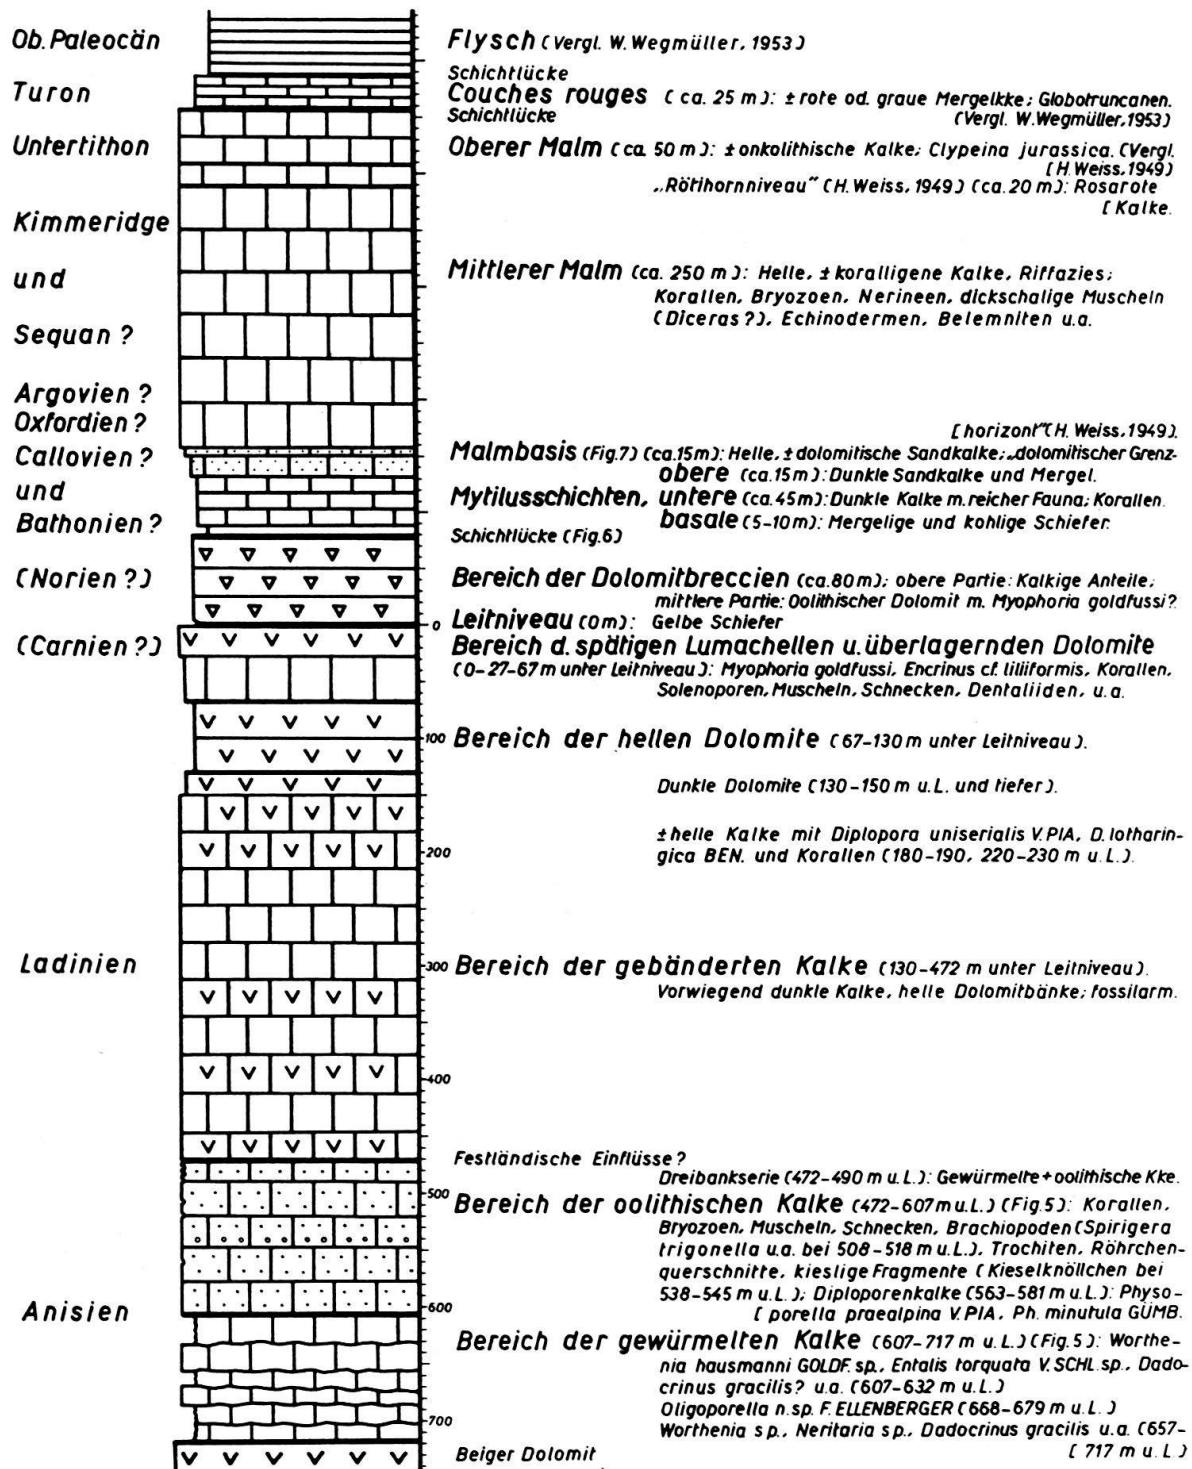 Ob. Paleocän
Flysch (Vergl. W. Wegmüller, 1953)
Schichtlücke
Turon
Couches rouges (ca. 25 m): ± rote od. graue Mergelkke; Globotruncanen.
Schichtlücke
(Vergl. W. Wegmüller, 1953)
Untertithon
Oberer Malm (ca 50 m): ± onkolithische Kalke; Clypeina jurassica. (Vergl.
[H. Weiss, 1949)
„Rötihornniveau" (H. Weiss, 1949) (ca. 20 m): Rosarote
[Kalke.
Kimmeridge
und
Mittlerer Malm (ca. 250 m): Helle, ± koralligene Kalke, Riffazies;
Korallen, Bryozoen, Nerineen, dickschalige Muscheln
(Diceras?), Echinodermen, Belemniten u.a.
Sequan ?
Argovien ?
Oxfordien ?
[horizont" (H. Weiss, 1949).
Callovien ?
Malmbasis (Fig. 7) (ca. 15 m): Helle, ± dolomitische Sandkalke; „dolomitischer Grenz-
obere (ca. 15 m): Dunkle Sandkalke und Mergel.
und
Mytilusschichten, untere (ca. 45m): Dunkle Kalke m. reicher Fauna; Korallen.
Bathonien ?
basale (5-10 m): Mergelige und kohlige Schiefer.
Schichtlücke (Fig. 6)
(Norien ?)
Bereich der Dolomitbreccien (ca. 80 m); obere Partie: Kalkige Anteile;
mittlere Partie: Oolithischer Dolomit m. Myophoria goldfussi?
0
Leitniveau (0 m): Gelbe Schiefer
(Carnien ?)
Bereich d. spätigen Lumachellen u. überlagernden Dolomite
(0-27-67 m unter Leitniveau): Myophoria goldfussi, Encrinus cf. lilliformis, Korallen,
Solenoporen, Muscheln, Schnecken, Dentaliiden, u.a.
100
Bereich der hellen Dolomite (67-130 m unter Leitniveau).
Dunkle Dolomite (130-150 m u.L. und tiefer).
± helle Kalke mit Diplopora uniserialis V. PIA, D. lotharin-
gica BEN. und Korallen (180-190, 220-230 m u.L.).
200
Ladinien
300
Bereich der gebänderten Kalke (130-472 m unter Leitniveau).
Vorwiegend dunkle Kalke, helle Dolomitbänke; fossilarm.
400
Festländische Einflüsse ?
Dreibankserie (472-490 m u.L.): Gewürmelte + oolithische Kke.
500
Bereich der oolithischen Kalke (472-607 m u.L.) (Fig. 5): Korallen,
Bryozoen, Muscheln, Schnecken, Brachiopoden (Spirigera
trigonella u.a. bei 508-518 m u.L.), Trochiten, Röhrchen-
querschnitte, kieslige Fragmente (Kieselknöllchen bei
538-545 m u.L.); Diploporenkalke (563-581 m u.L.): Physo-
[porella praealpina V. PIA, Ph. minutula GÜMB.
Anisien
600
Bereich der gewürmelten Kalke (607-717 m u.L.) (Fig. 5): Worthe-
nia hausmanni GOLDF. sp., Entalis torquata V. SCHL. sp., Dado-
crinus gracilis? u.a. (607-632 m u.L.)
Oligoporella n. sp. F. ELLENBERGER (668-679 m u.L.)
700
Worthenia sp., Neritaria sp., Dadocrinus gracilis u.a. (657-
[717 m u.L.)
Beiger Dolomit